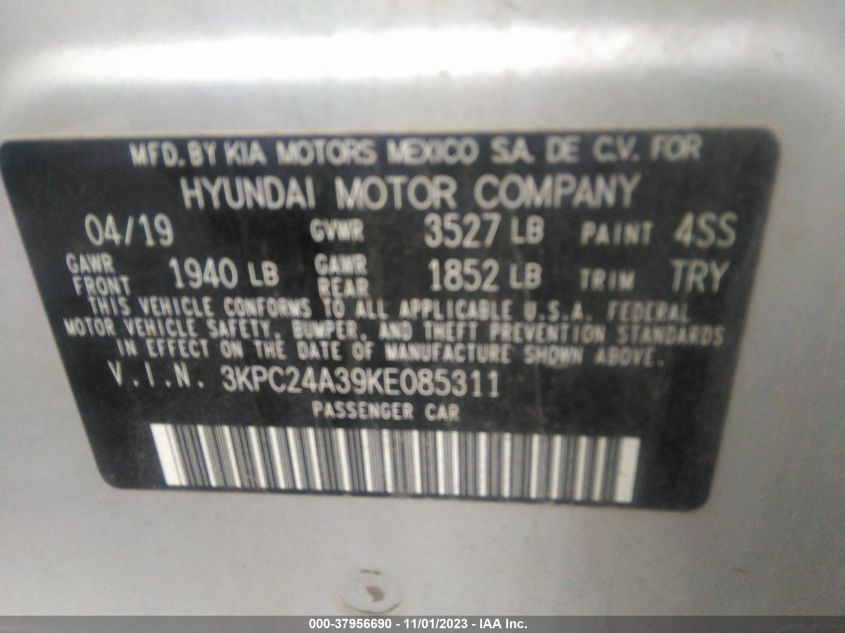 MFD. BY KIA MOTORS MEXICO S.A. DE C.V. FOR
HYUNDAI MOTOR COMPANY
04/19 GVWR 3527 LB PAINT 4SS
GAWR FRONT 1940 LB GAWR REAR 1852 LB TRIM TRY
THIS VEHICLE CONFORMS TO ALL APPLICABLE U.S.A. FEDERAL
MOTOR VEHICLE SAFETY, BUMPER, AND THEFT PREVENTION STANDARDS
IN EFFECT ON THE DATE OF MANUFACTURE SHOWN ABOVE.
V.I.N. 3KPC24A39KE085311
PASSENGER CAR
000-37956690 - 11/01/2023 - IAA Inc.